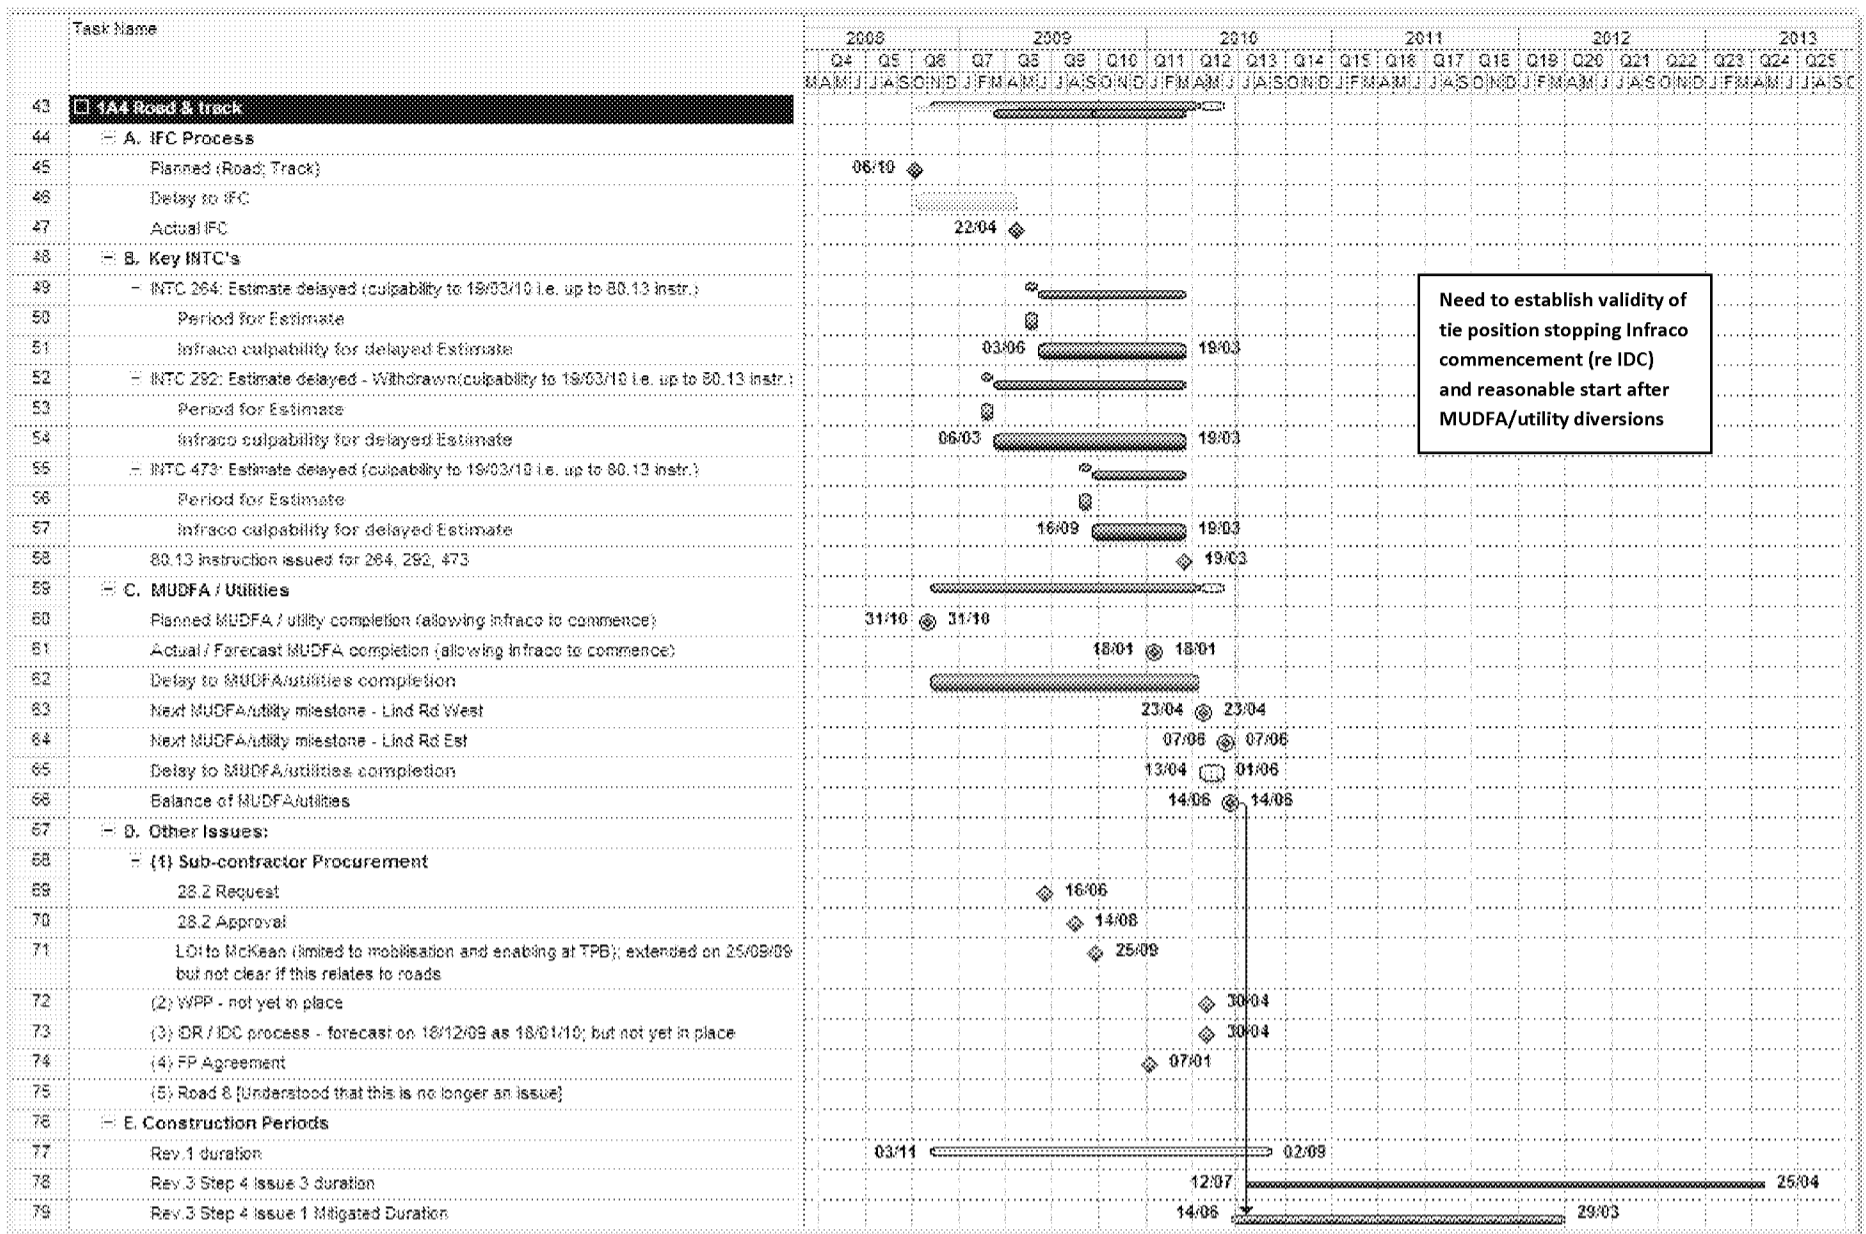 Task Name
2008 2009 2010 2011 2012 2013
Q4 Q5 Q6 Q7 Q8 Q9 Q10 Q11 Q12 Q13 Q14 Q15 Q16 Q17 Q18 Q19 Q20 Q21 Q22 Q23 Q24 Q25
M A M J J A S O N D J F M A M J J A S O N D J F M A M J J A S O N D J F M A M J J A S O N D J F M A M J J A S O N D J F M A M J J A S O
43 1A4 Road & track
44 A. IFC Process
45 Planned (Road; Track) 06/10
46 Delay to IFC
47 Actual IFC 22/04
48 B. Key INTC's
49 INTC 264: Estimate delayed (culpability to 19/03/10 i.e. up to 80.13 instr.)
50 Period for Estimate
51 Infraco culpability for delayed Estimate 03/06 19/03
52 INTC 292: Estimate delayed - Withdrawn(culpability to 19/03/10 i.e. up to 80.13 instr.)
53 Period for Estimate
54 Infraco culpability for delayed Estimate 06/03 19/03
55 INTC 473: Estimate delayed (culpability to 19/03/10 i.e. up to 80.13 instr.)
56 Period for Estimate
57 Infraco culpability for delayed Estimate 16/09 19/03
58 80.13 instruction issued for 264, 292, 473 19/03
59 C. MUDFA / Utilities
60 Planned MUDFA / utility completion (allowing Infraco to commence) 31/10 31/10
61 Actual / Forecast MUDFA completion (allowing Infraco to commence) 18/01 18/01
62 Delay to MUDFA/utilities completion
63 Next MUDFA/utility milestone - Lind Rd West 23/04 23/04
64 Next MUDFA/utility milestone - Lind Rd Est 07/06 07/06
65 Delay to MUDFA/utilities completion 13/04 01/06
66 Balance of MUDFA/utilities 14/06 14/06
67 D. Other Issues:
68 (1) Sub-contractor Procurement
69 28.2 Request 16/06
70 28.2 Approval 14/08
71 LOI to McKean (limited to mobilisation and enabling at TPB); extended on 25/09/09 25/09
but not clear if this relates to roads
72 (2) WPP - not yet in place 30/04
73 (3) IDR / IDC process - forecast on 18/12/09 as 18/01/10; but not yet in place 30/04
74 (4) FP Agreement 07/01
75 (5) Road 8 [Understood that this is no longer an issue]
76 E. Construction Periods
77 Rev.1 duration 03/11 02/09
78 Rev.3 Step 4 Issue 3 duration 12/07 25/04
79 Rev.3 Step 4 Issue 1 Mitigated Duration 14/06 29/03
Need to establish validity of
tie position stopping Infraco
commencement (re IDC)
and reasonable start after
MUDFA/utility diversions